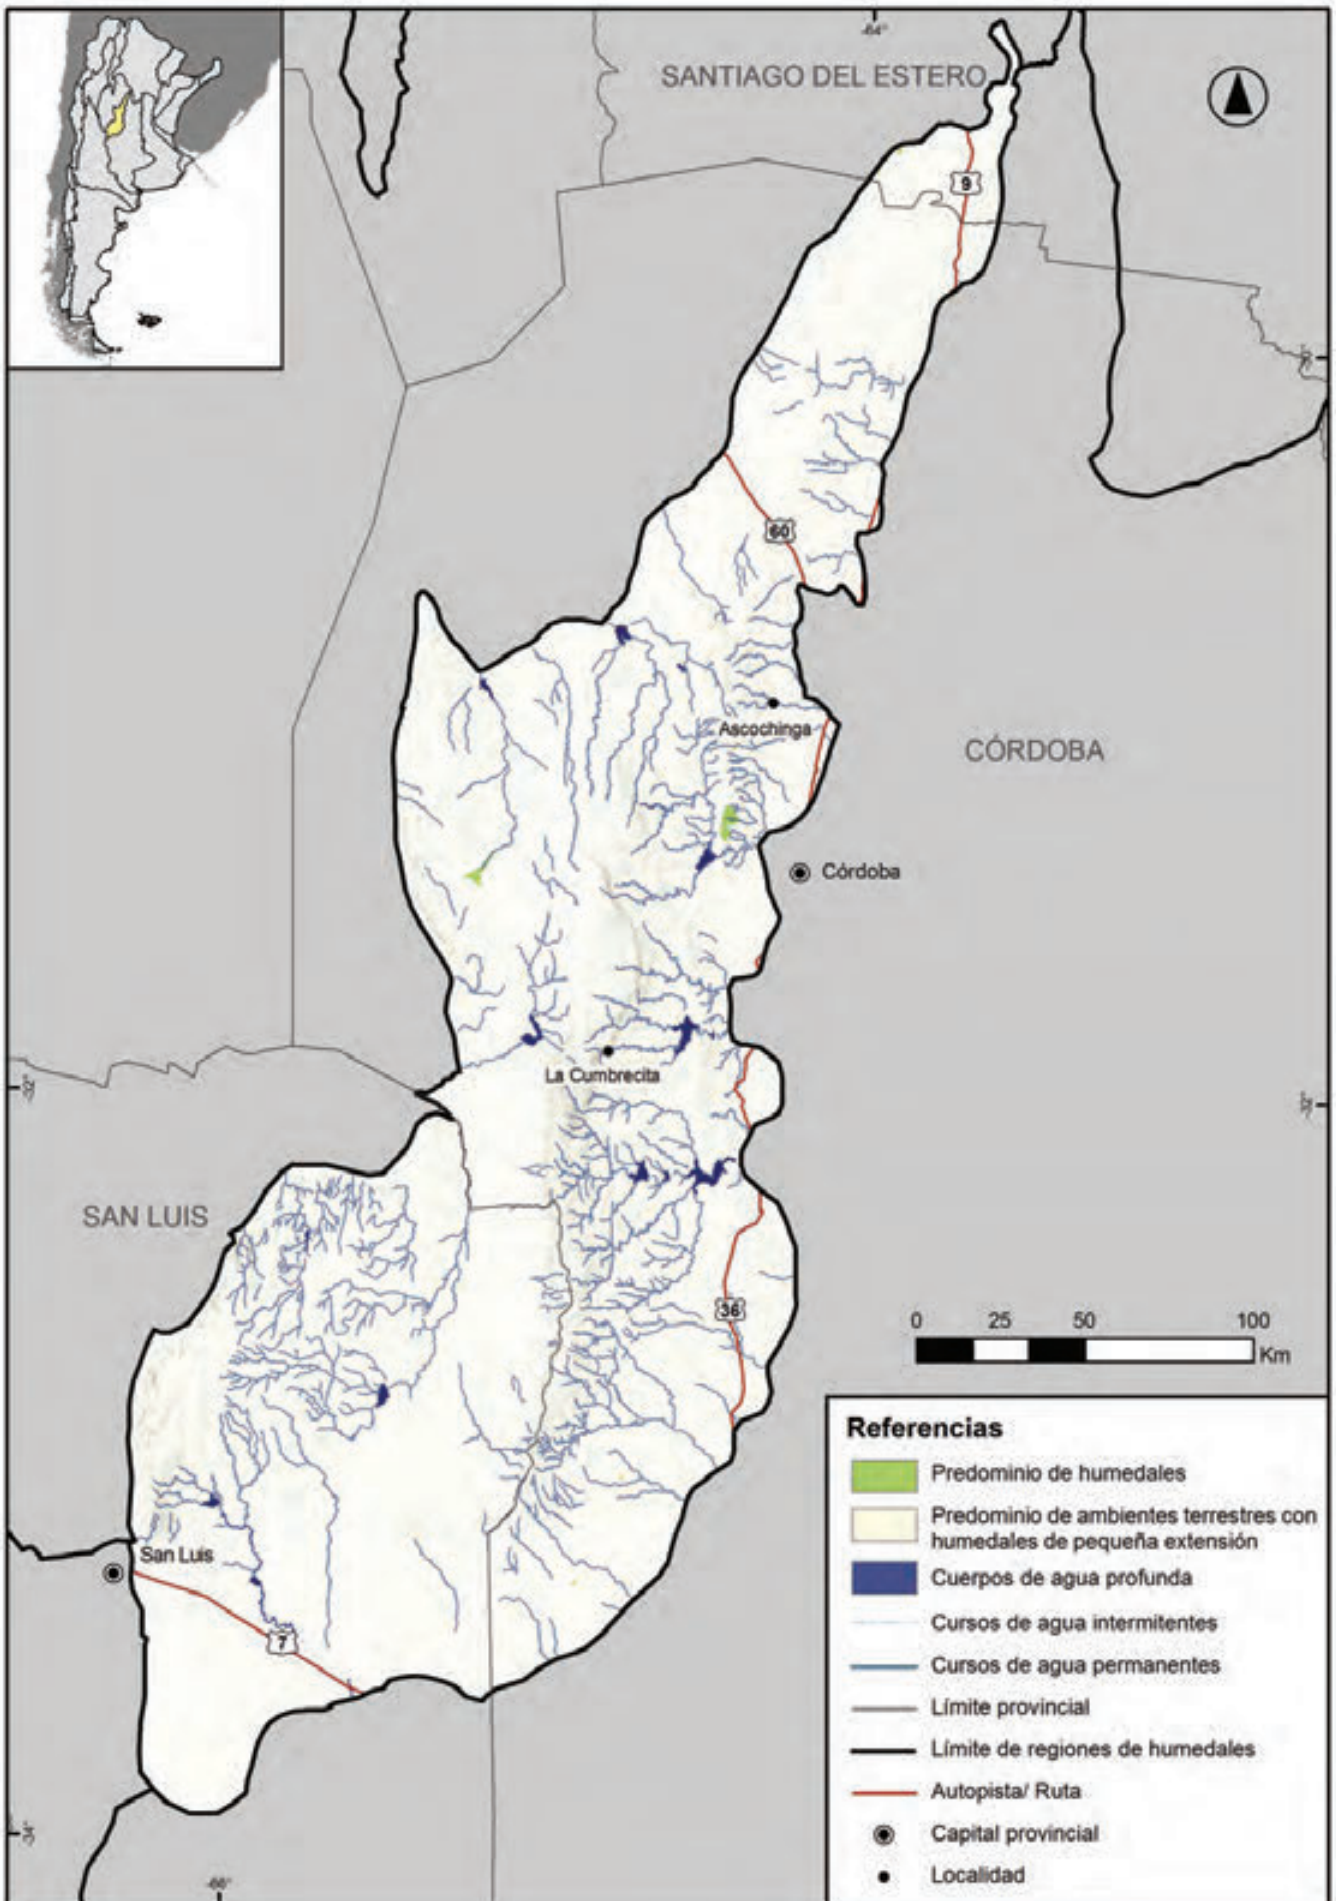 -64°
SANTIAGO DEL ESTERO
9
60
Ascochinga
CÓRDOBA
Córdoba
La Cumbrecita
-32°
-32°
SAN LUIS
36
0 25 50 100
Km
San Luis
7
-34°
-66°
Referencias
Predominio de humedales
Predominio de ambientes terrestres con
humedales de pequeña extensión
Cuerpos de agua profunda
Cursos de agua intermitentes
Cursos de agua permanentes
Límite provincial
Límite de regiones de humedales
Autopista/ Ruta
Capital provincial
Localidad